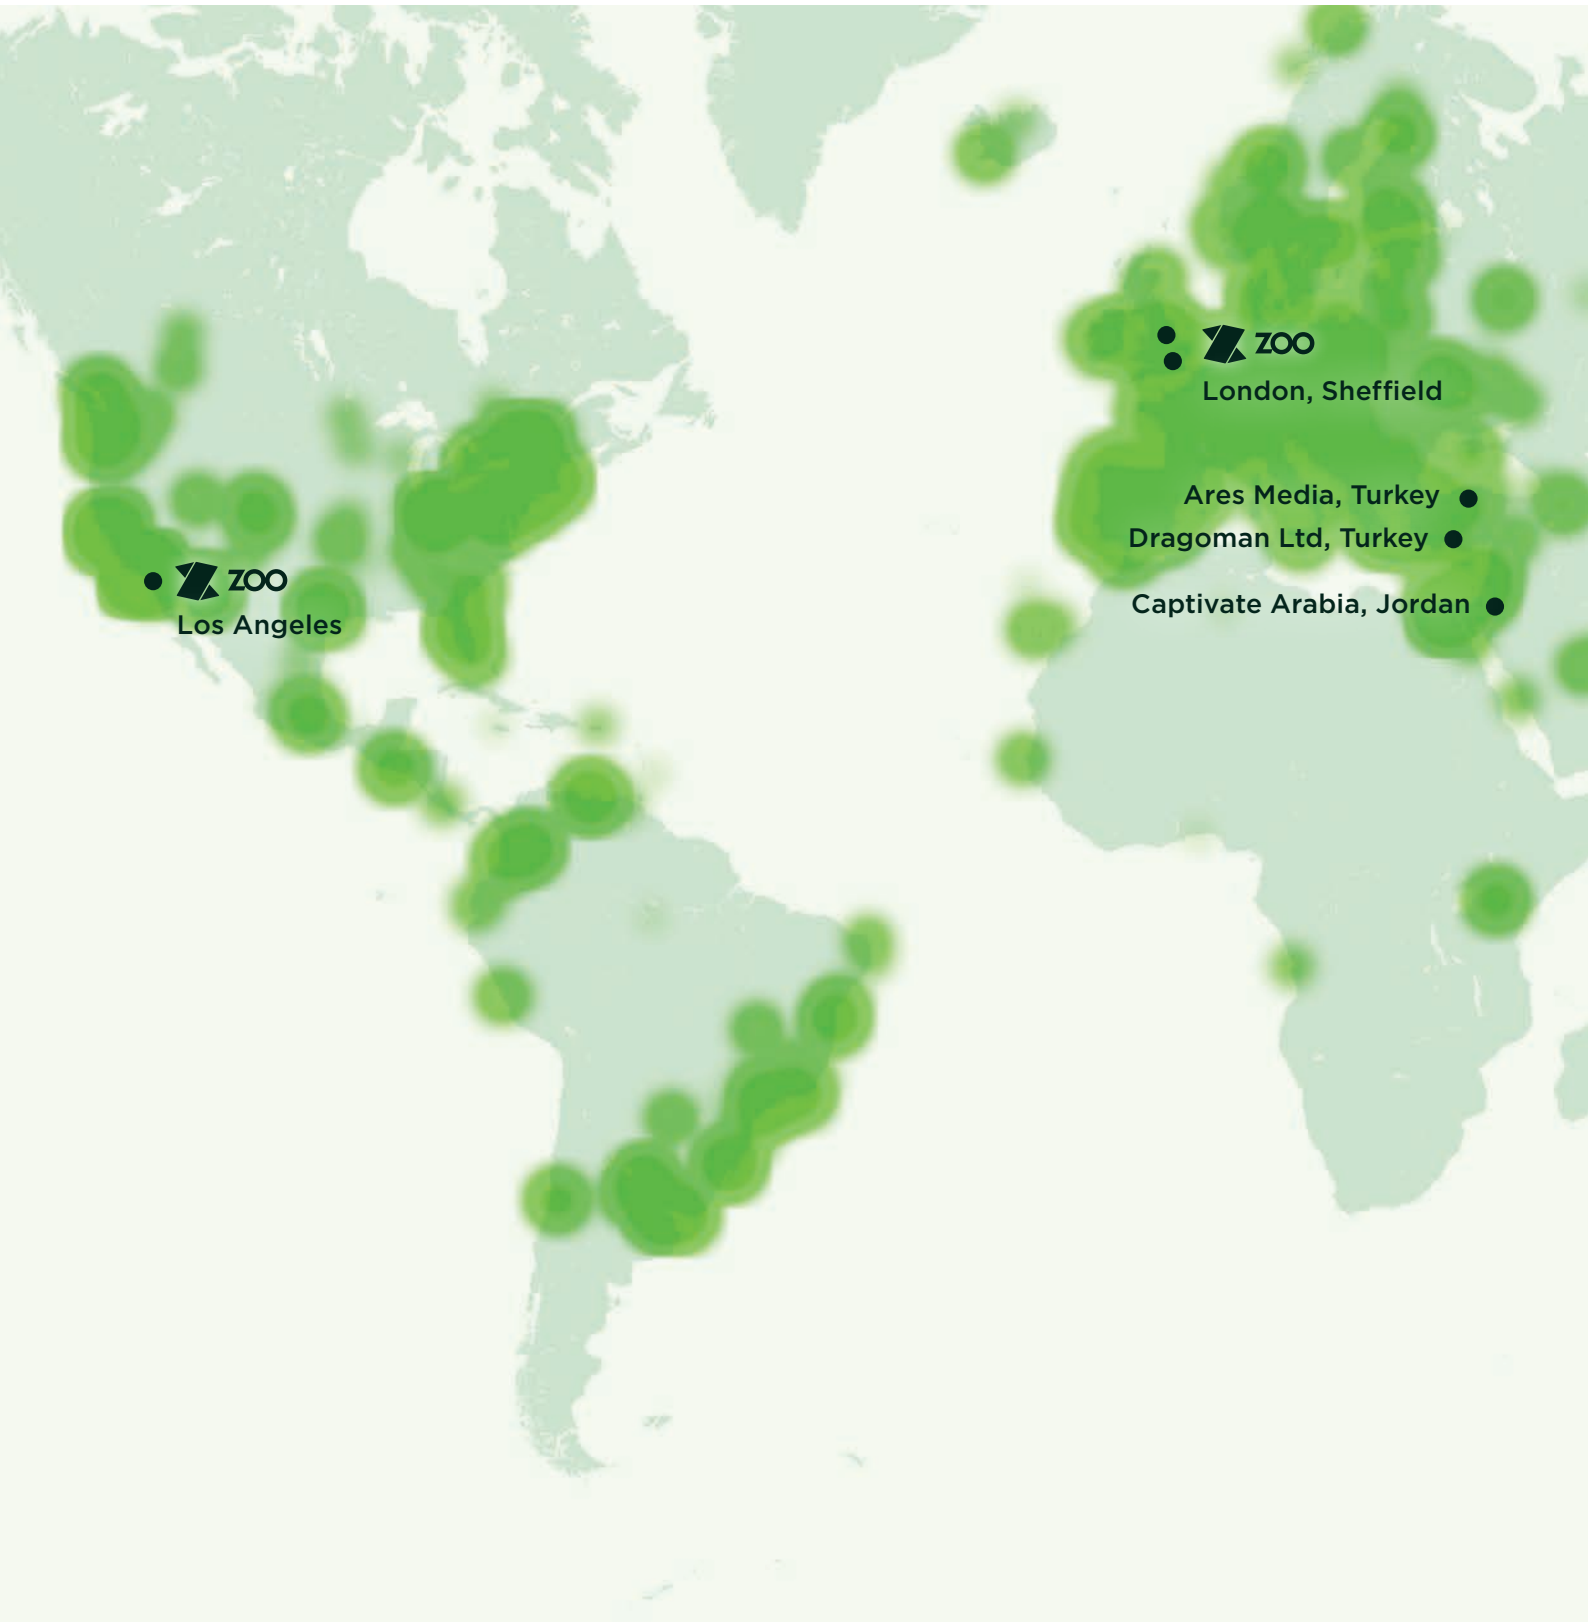 ZOO
London, Sheffield
Ares Media, Turkey
Dragoman Ltd, Turkey
ZOO
Los Angeles
Captivate Arabia, Jordan